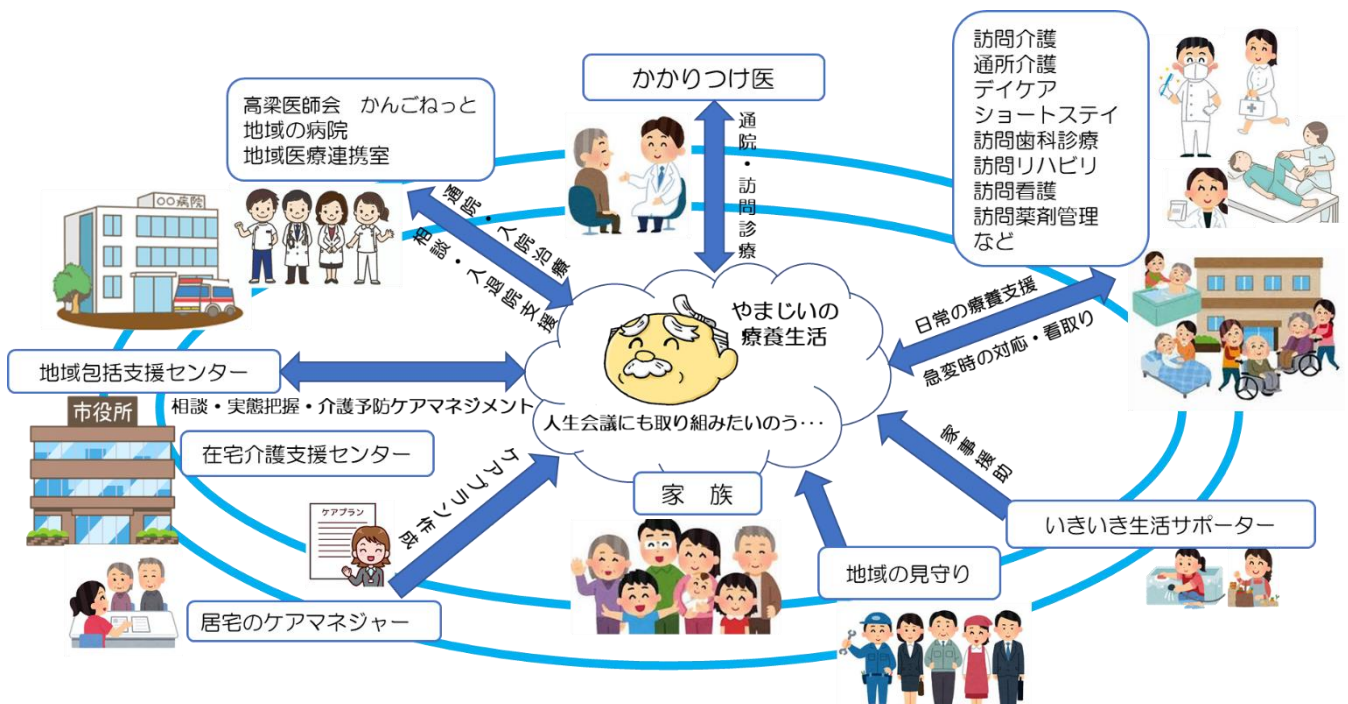 高梁医師会　かんごねっと
地域の病院
地域医療連携室
かかりつけ医
訪問介護
通所介護
デイケア
ショートステイ
訪問歯科診療
訪問リハビリ
訪問看護
訪問薬剤管理
など
通院・訪問診療
〇〇病院
通院・入院治療
相談・入退院支援
やまじいの
療養生活
人生会議にも取り組みたいのう･･･
日常の療養支援
急変時の対応・看取り
地域包括支援センター
相談・実態把握・介護予防ケアマネジメント
市役所
在宅介護支援センター
ケアプラン
ケアプラン作成
居宅のケアマネジャー
家　族
地域の見守り
家事援助
いきいき生活サポーター